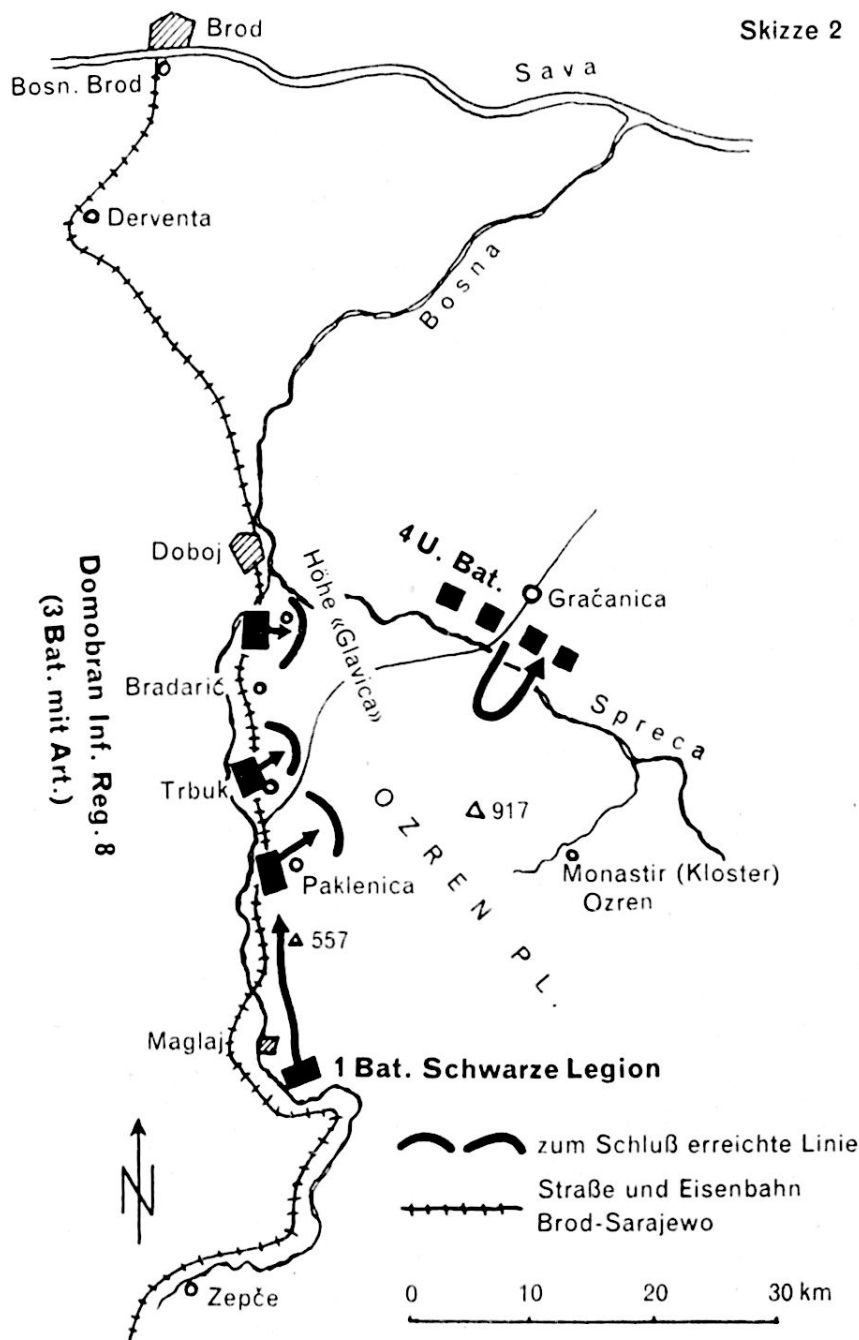 Skizze 2
Brod
Bosn. Brod
Sava
Derventa
Bosna
Doboj
Höhe «Glavica»
4 U. Bat.
Gračanica
Domobran Inf. Reg. 8
(3 Bat. mit Art.)
Bradarić
Spreca
Trbuk
OZREN PL.
917
Paklenica
Monastir (Kloster)
Ozren
557
Maglaj
1 Bat. Schwarze Legion
zum Schluß erreichte Linie
N
Straße und Eisenbahn
Brod-Sarajewo
Zepče
0 10 20 30 km